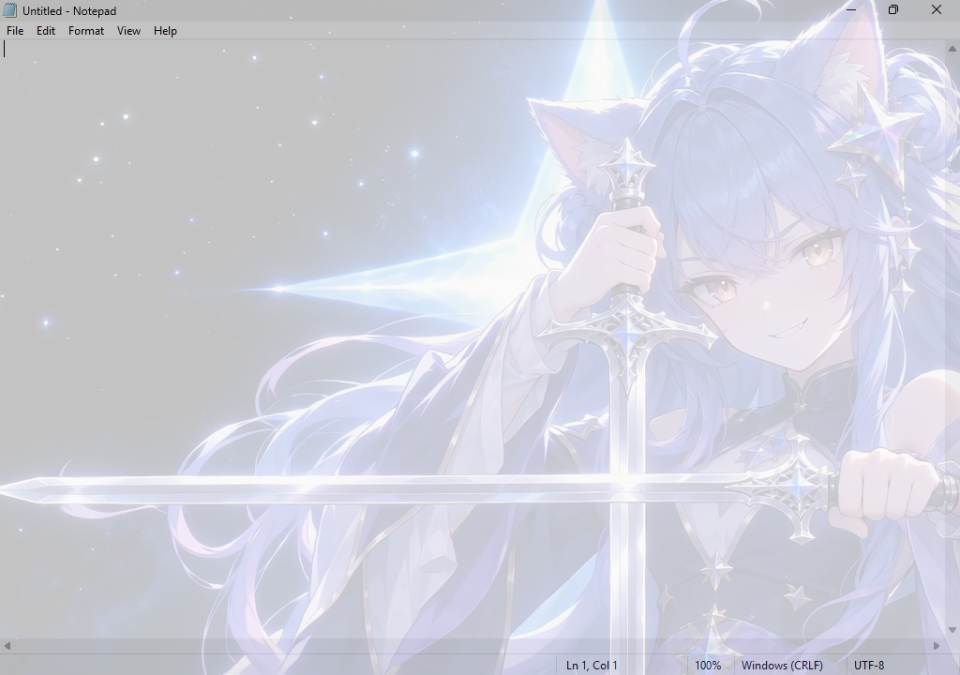 Untitled - Notepad
File Edit Format View Help
Ln 1, Col 1 100% Windows (CRLF) UTF-8